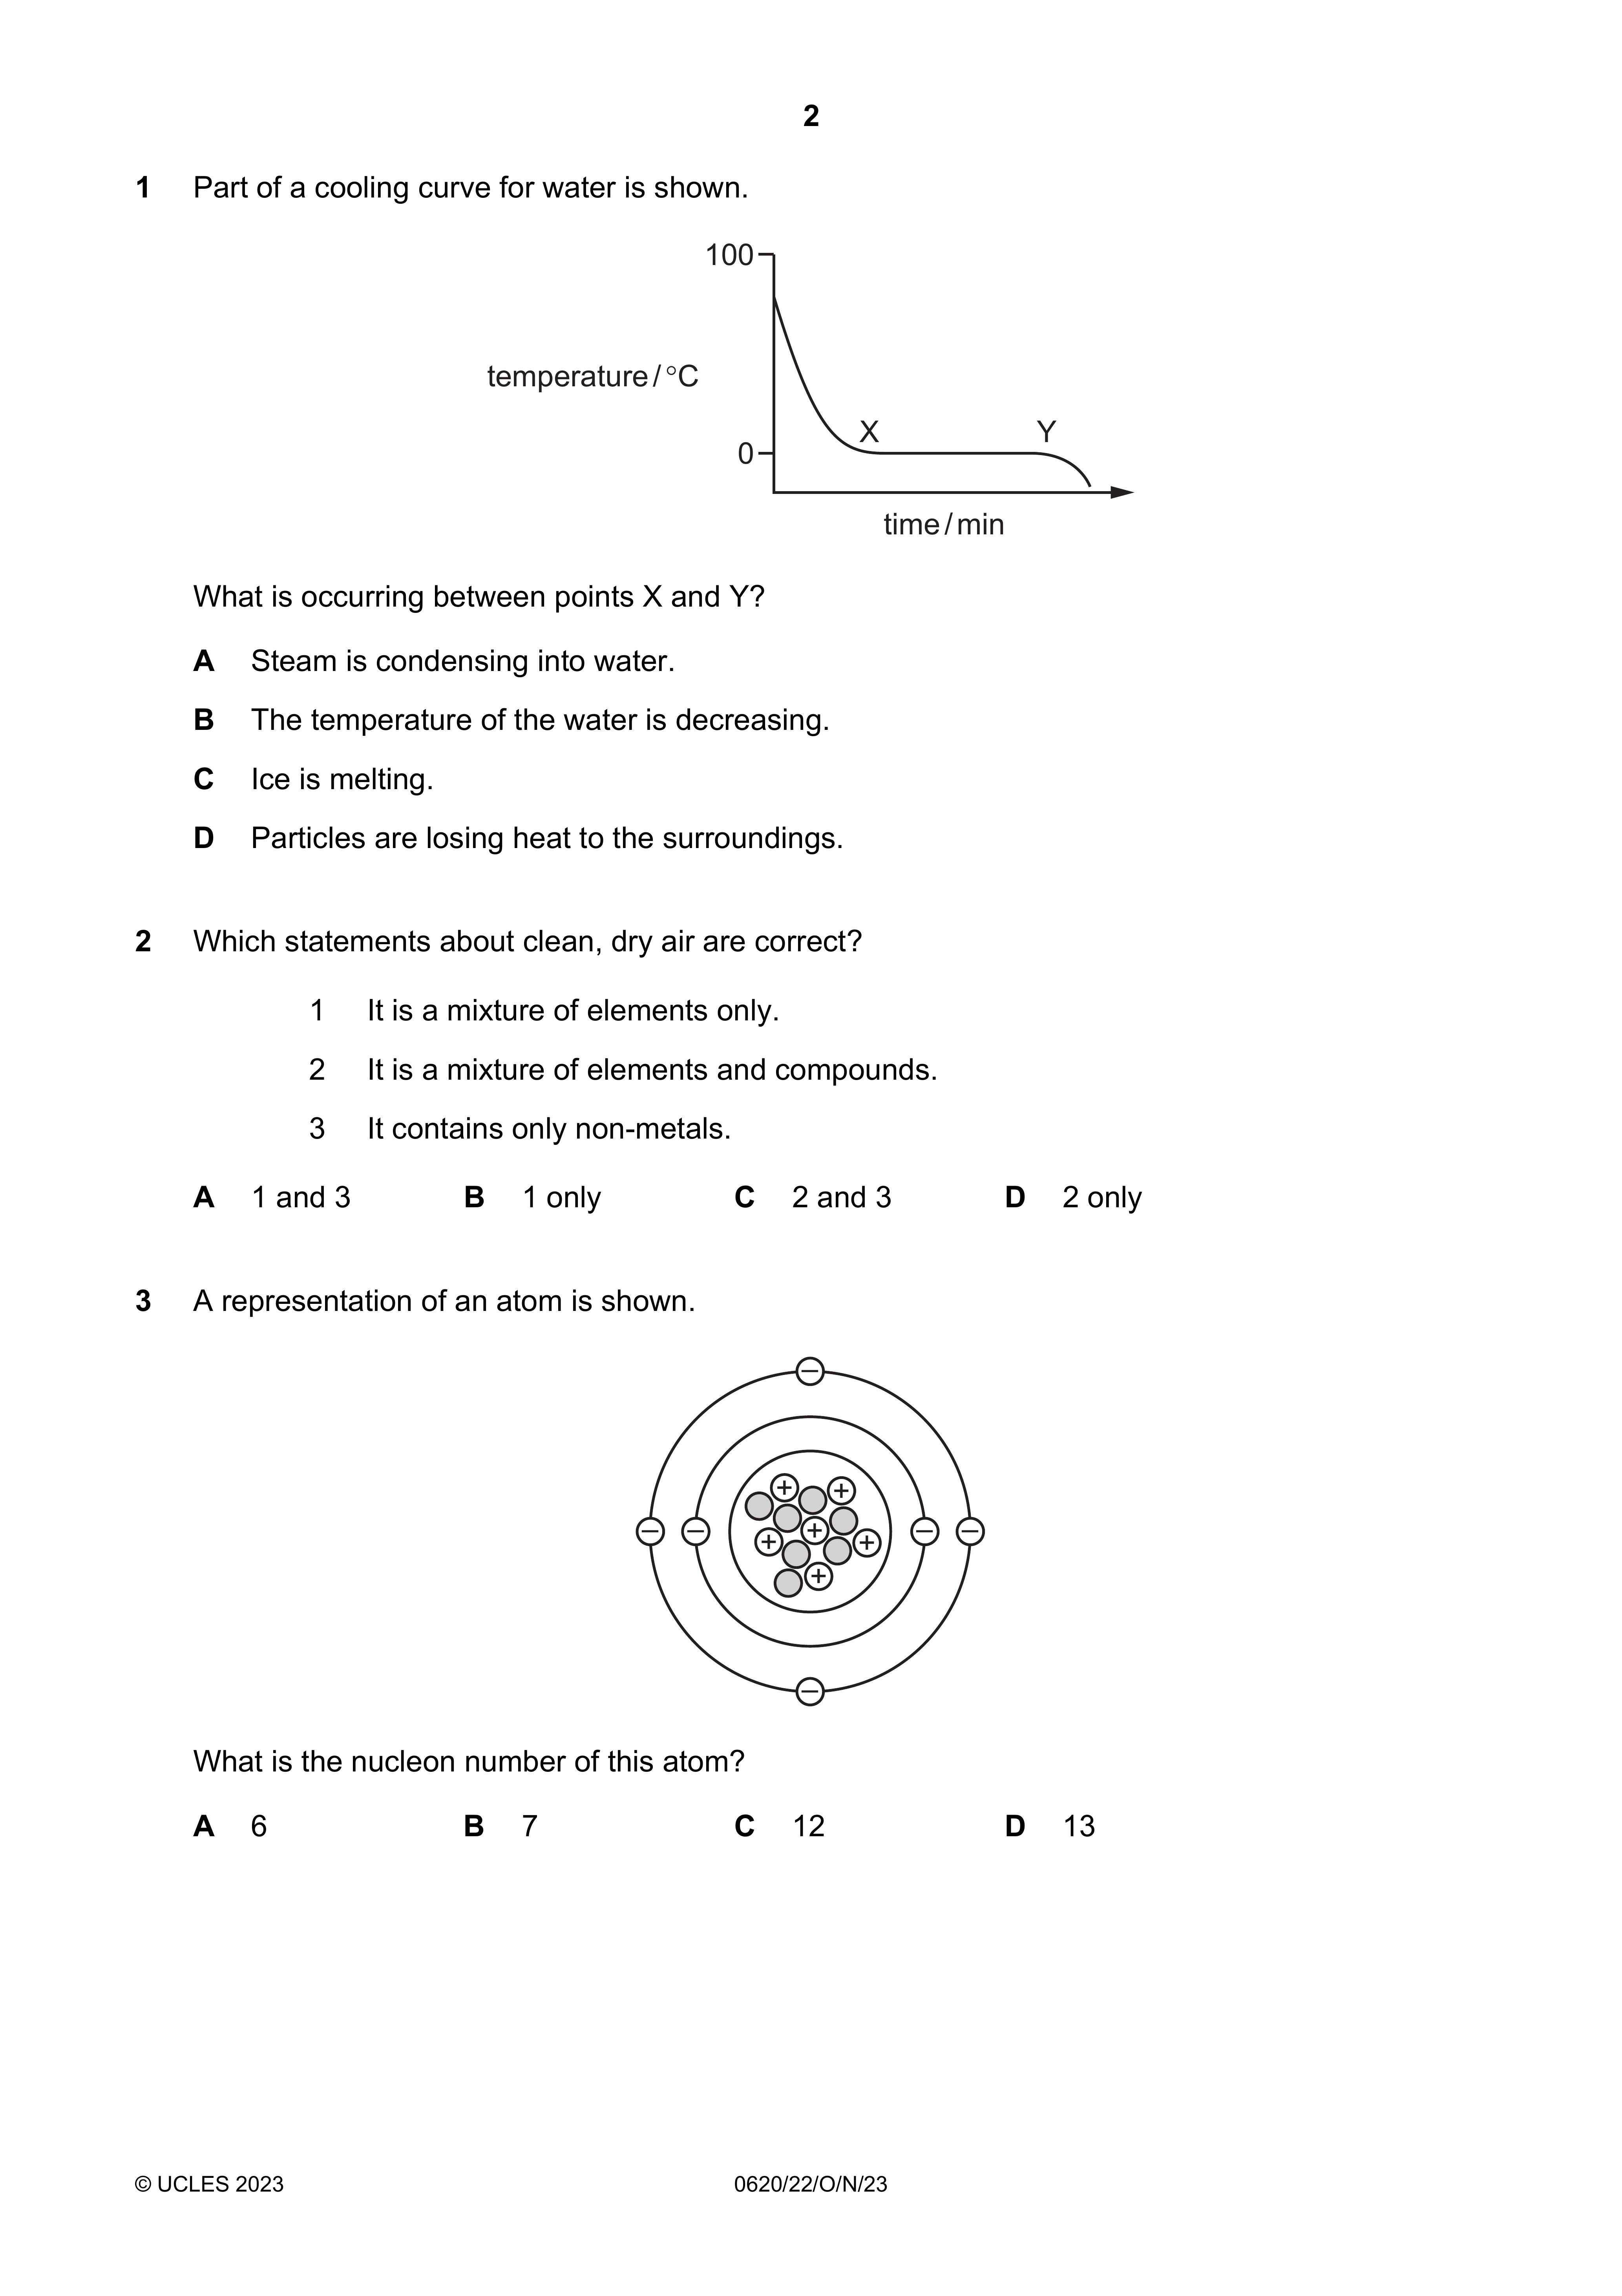 2
1 Part of a cooling curve for water is shown.
100
temperature / °C
X Y
0
time / min
What is occurring between points X and Y?
A Steam is condensing into water.
B The temperature of the water is decreasing.
C Ice is melting.
D Particles are losing heat to the surroundings.
2 Which statements about clean, dry air are correct?
1 It is a mixture of elements only.
2 It is a mixture of elements and compounds.
3 It contains only non-metals.
A 1 and 3 B 1 only C 2 and 3 D 2 only
3 A representation of an atom is shown.
−
+ +
− − + − −
+ +
+
−
What is the nucleon number of this atom?
A 6 B 7 C 12 D 13
© UCLES 2023 0620/22/O/N/23